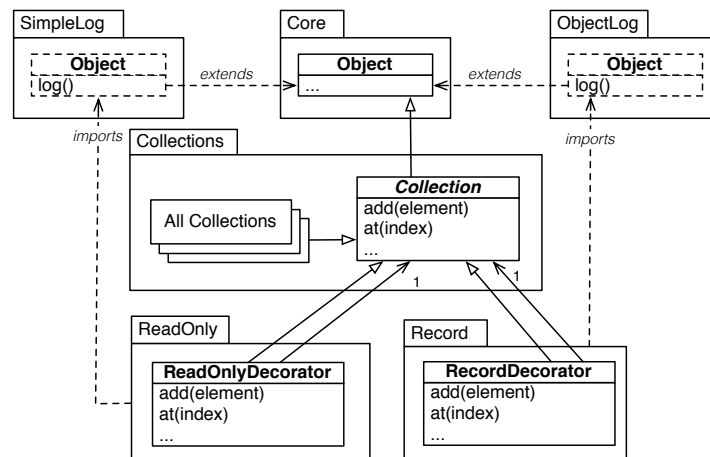 SimpleLog
Core
ObjectLog
Object
log()
extends
Object
...
extends
Object
log()
imports
imports
Collections
All Collections
Collection
add(element)
at(index)
...
1
1
ReadOnly
ReadOnlyDecorator
add(element)
at(index)
...
Record
RecordDecorator
add(element)
at(index)
...